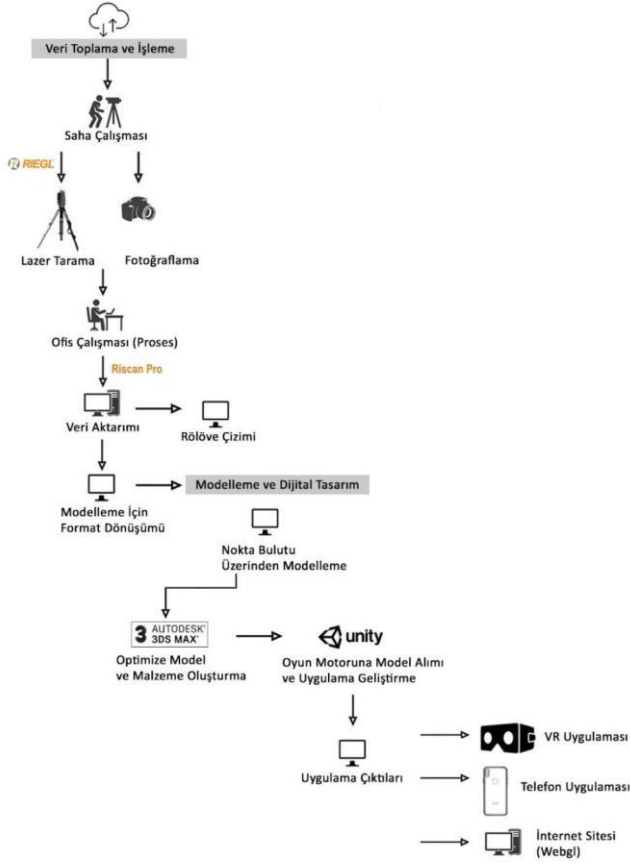 Veri Toplama ve İşleme
Saha Çalışması
RIEGL
Lazer Tarama
Fotoğraflama
Ofis Çalışması (Proses)
Riscan Pro
Veri Aktarımı
Rölöve Çizimi
Modelleme ve Dijital Tasarım
Modelleme İçin
Format Dönüşümü
Nokta Bulutu
Üzerinden Modelleme
3 AUTODESK'
3DS MAX'
unity
Optimize Model
ve Malzeme Oluşturma
Oyun Motoruna Model Alımı
ve Uygulama Geliştirme
VR Uygulaması
Uygulama Çıktıları
Telefon Uygulaması
İnternet Sitesi
(Webgl)